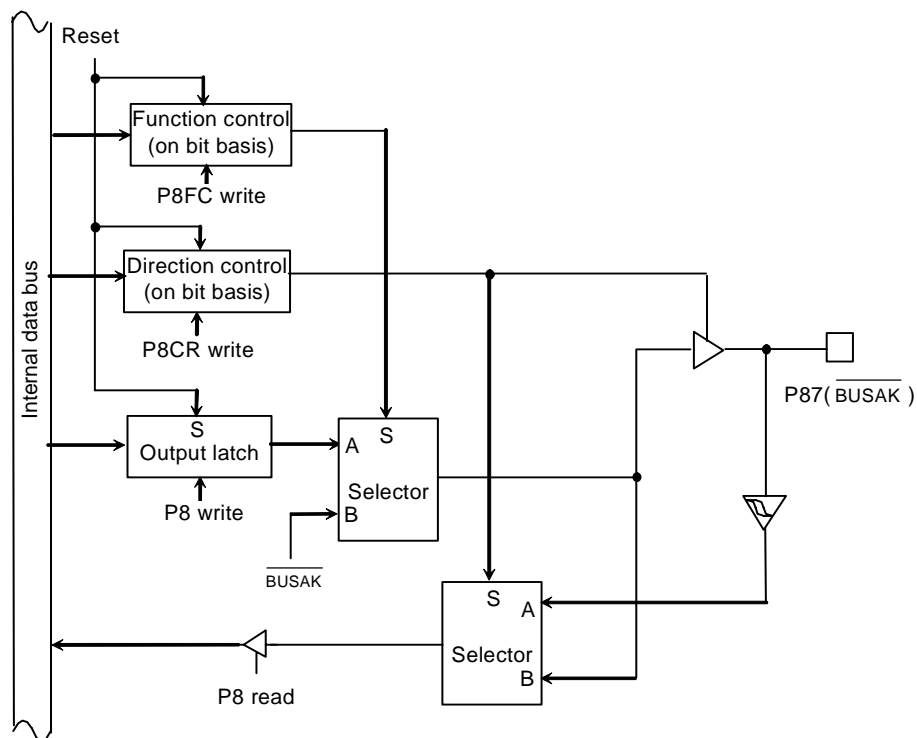 Reset
Function control
(on bit basis)
P8FC write
Direction control
(on bit basis)
P8CR write
Internal data bus
S
Output latch
P8 write
A
S
Selector
B
BUSAK
P87( BUSAK )
S
A
Selector
B
P8 read